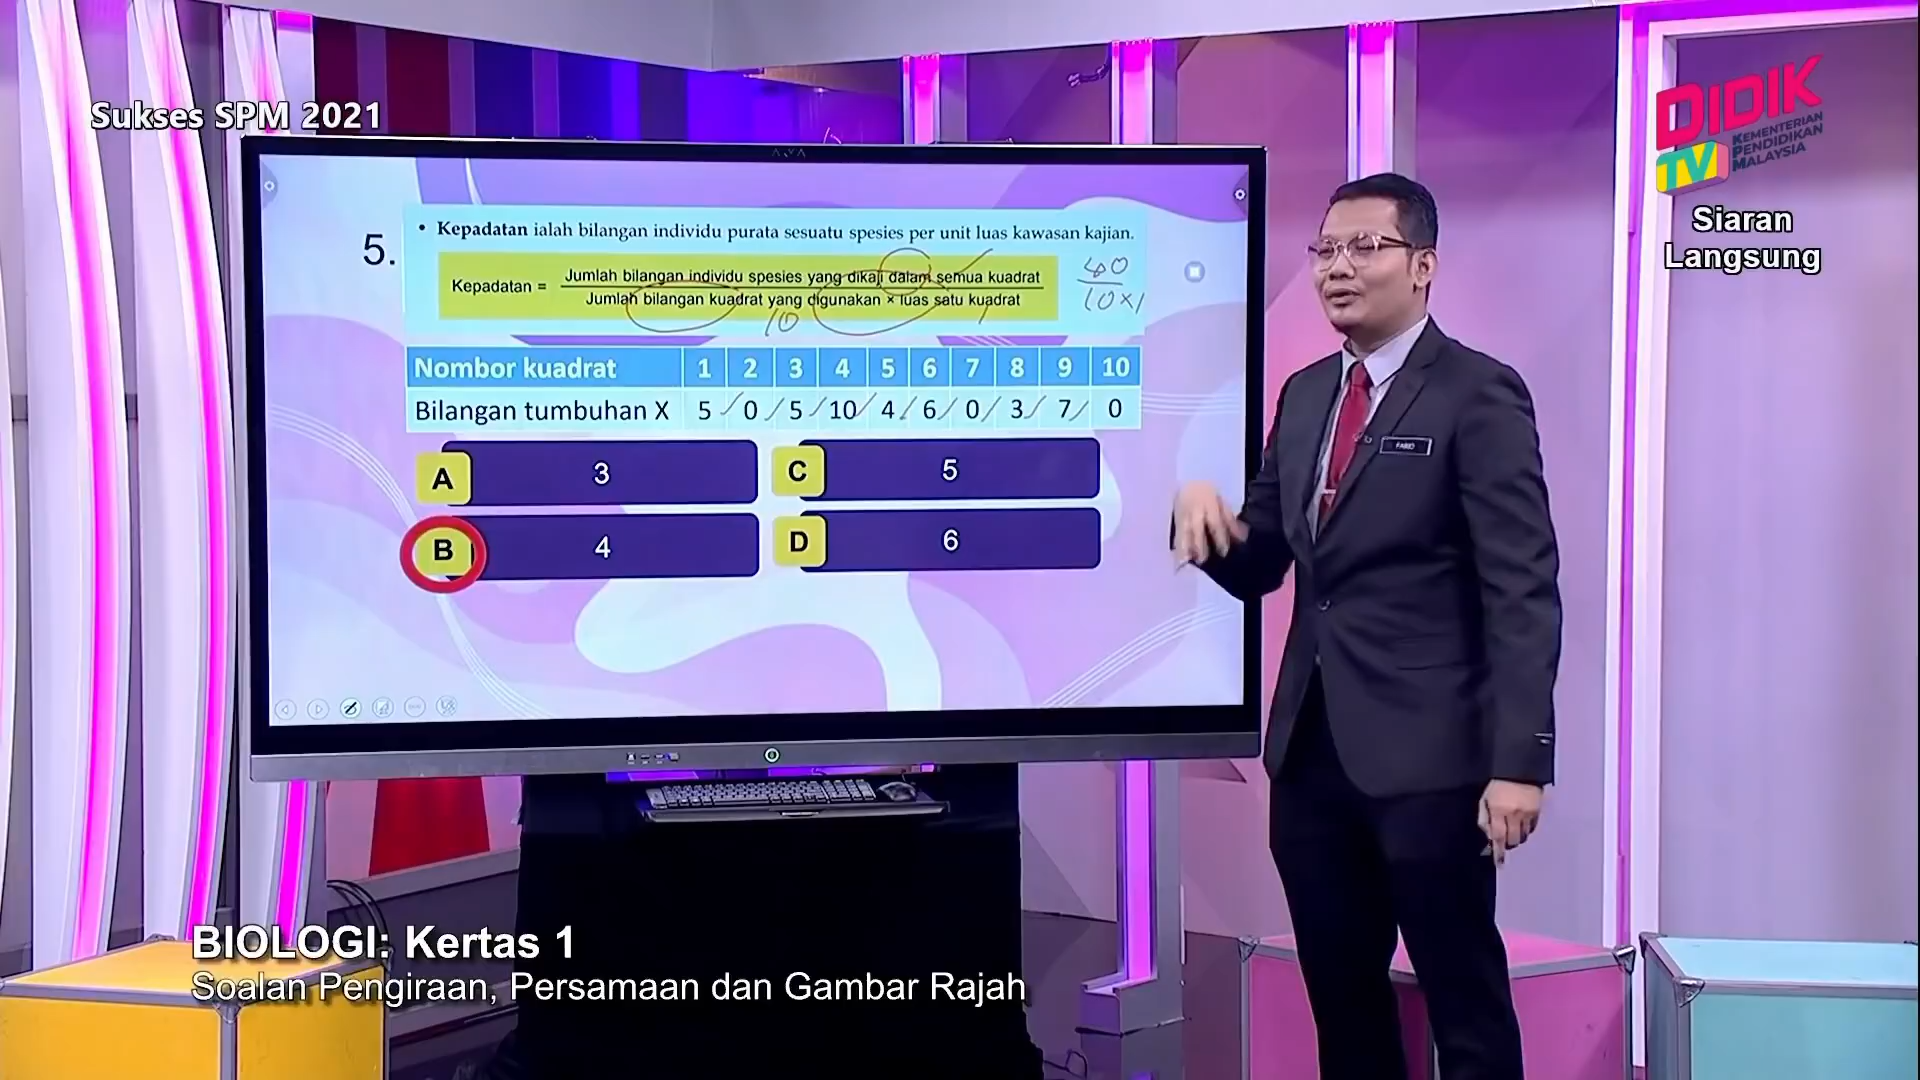 Sukses SPM 2021
DIDIK
TV
KEMENTERIAN
PENDIDIKAN
MALAYSIA
Siaran
Langsung
5.
• Kepadatan ialah bilangan individu purata sesuatu spesies per unit luas kawasan kajian.
Kepadatan = Jumlah bilangan individu spesies yang dikaji dalam semua kuadrat
Jumlah bilangan kuadrat yang digunakan × luas satu kuadrat
40
10×1
10
1
Nombor kuadrat 1 2 3 4 5 6 7 8 9 10
Bilangan tumbuhan X 5 0 5 10 4 6 0 3 7 0
A 3
C 5
B 4
D 6
BIOLOGI: Kertas 1
Soalan Pengiraan, Persamaan dan Gambar Rajah